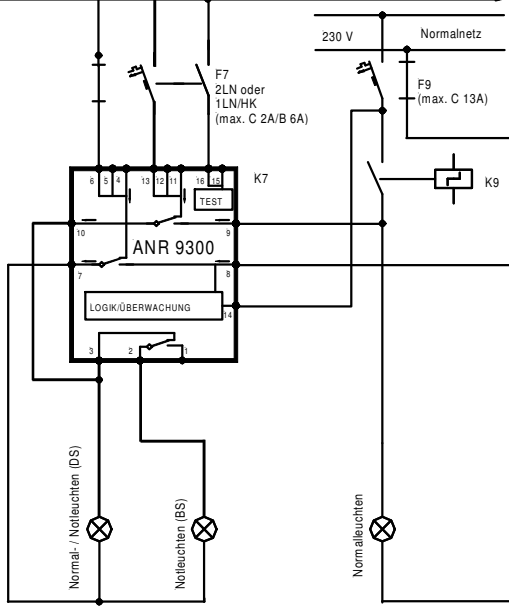 230 V
Normalnetz
F7
2LN oder
1LN/HK
(max. C 2A/B 6A)
F9
(max. C 13A)
K7
K9
6 5 4 13 12 11 16 15
TEST
10
9
ANR 9300
7
8
LOGIK/ÜBERWACHUNG
14
3 2 1
Normal- / Notleuchten (DS)
Notleuchten (BS)
Normalleuchten